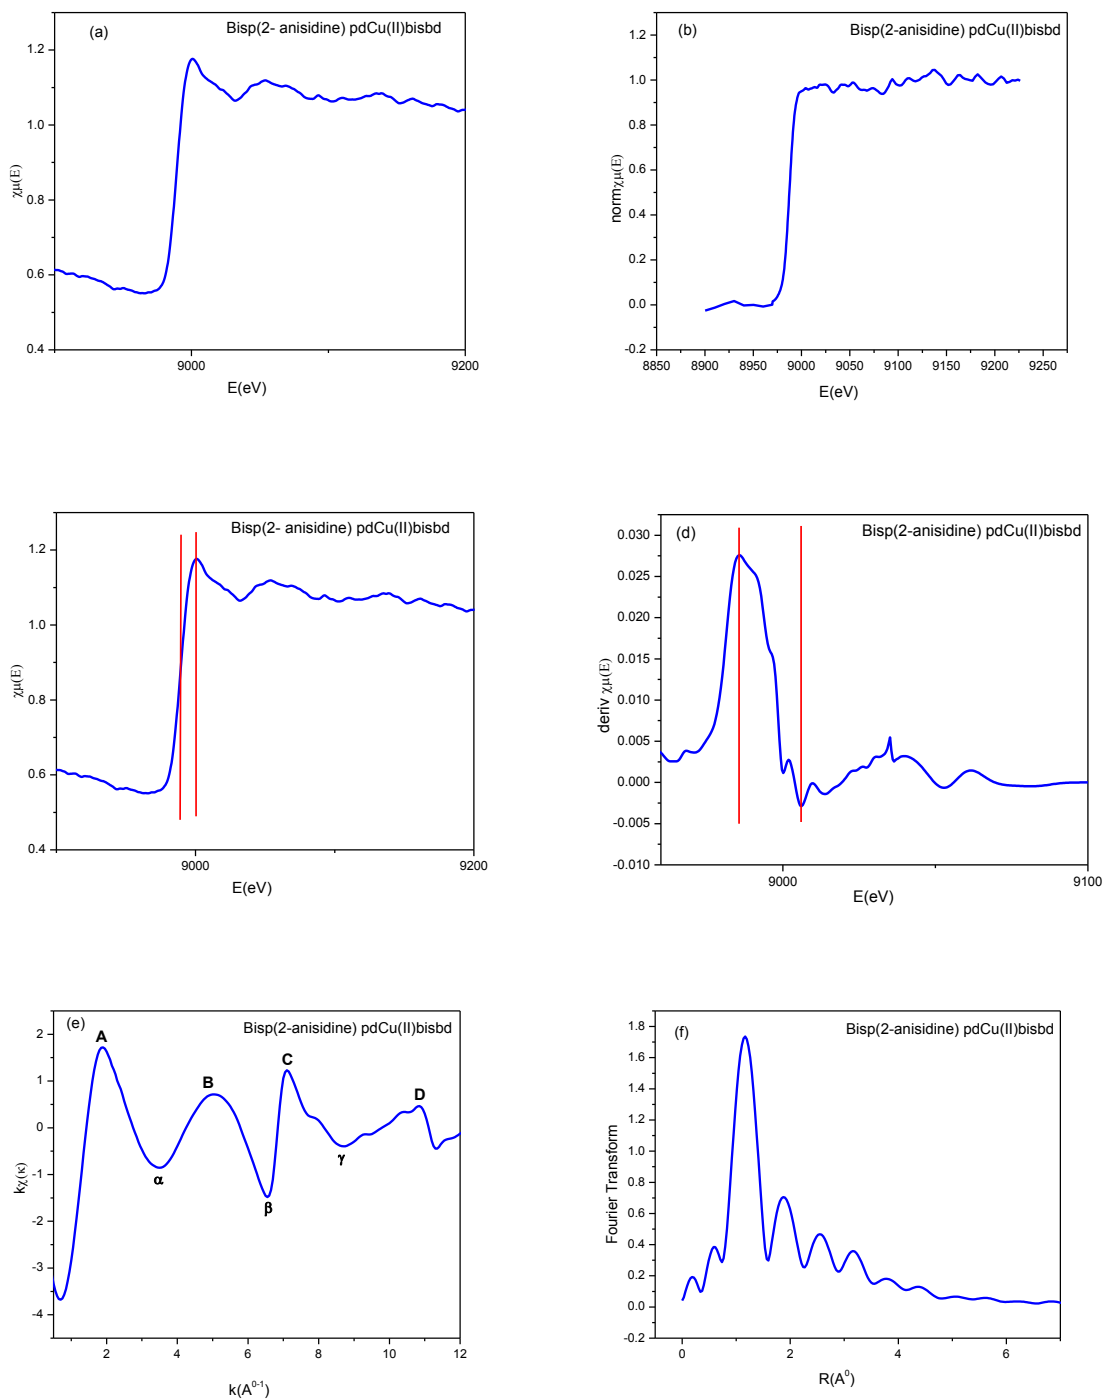 (a)
Bisp(2- anisidine) pdCu(II)bisbd
1.2
1.0
0.8
0.6
0.4
χμ(E)
9000
9200
E(eV)
(b)
Bisp(2-anisidine) pdCu(II)bisbd
1.2
1.0
0.8
0.6
0.4
0.2
0.0
-0.2
normχμ(E)
8850 8900 8950 9000 9050 9100 9150 9200 9250
E(eV)
Bisp(2- anisidine) pdCu(II)bisbd
1.2
1.0
0.8
0.6
0.4
χμ(E)
9000
9200
E(eV)
(d)
Bisp(2-anisidine) pdCu(II)bisbd
0.030
0.025
0.020
0.015
0.010
0.005
0.000
-0.005
-0.010
deriv χμ(E)
9000
9100
E(eV)
(e)
Bisp(2-anisidine) pdCu(II)bisbd
2
1
0
-1
-2
-3
-4
kχ(κ)
A
B
C
D
α
β
γ
2 4 6 8 10 12
k(A⁰⁻¹)
(f)
Bisp(2-anisidine) pdCu(II)bisbd
1.8
1.6
1.4
1.2
1.0
0.8
0.6
0.4
0.2
0.0
-0.2
Fourier Transform
0 2 4 6
R(A⁰)